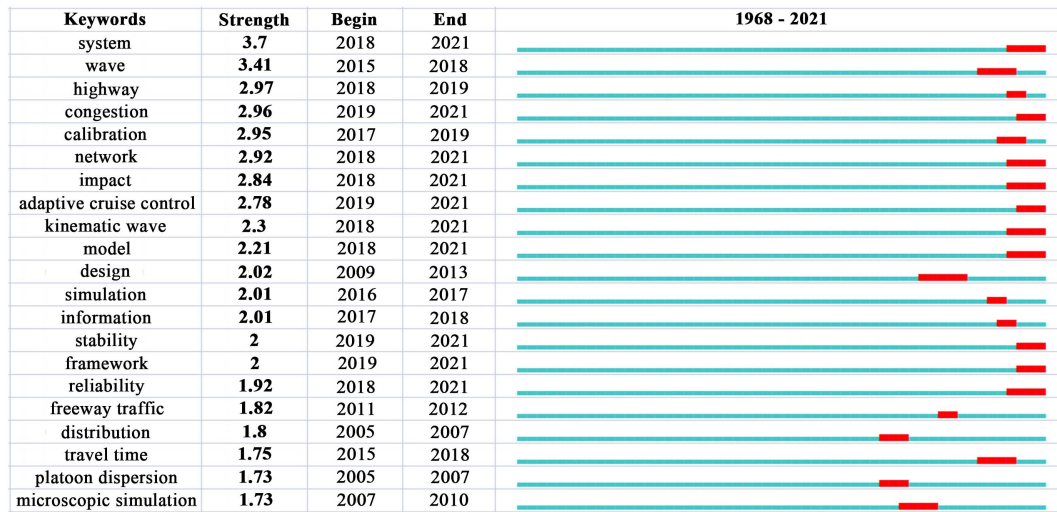 Keywords Strength Begin End 1968 - 2021
system 3.7 2018 2021
wave 3.41 2015 2018
highway 2.97 2018 2019
congestion 2.96 2019 2021
calibration 2.95 2017 2019
network 2.92 2018 2021
impact 2.84 2018 2021
adaptive cruise control 2.78 2019 2021
kinematic wave 2.3 2018 2021
model 2.21 2018 2021
design 2.02 2009 2013
simulation 2.01 2016 2017
information 2.01 2017 2018
stability 2 2019 2021
framework 2 2019 2021
reliability 1.92 2018 2021
freeway traffic 1.82 2011 2012
distribution 1.8 2005 2007
travel time 1.75 2015 2018
platoon dispersion 1.73 2005 2007
microscopic simulation 1.73 2007 2010